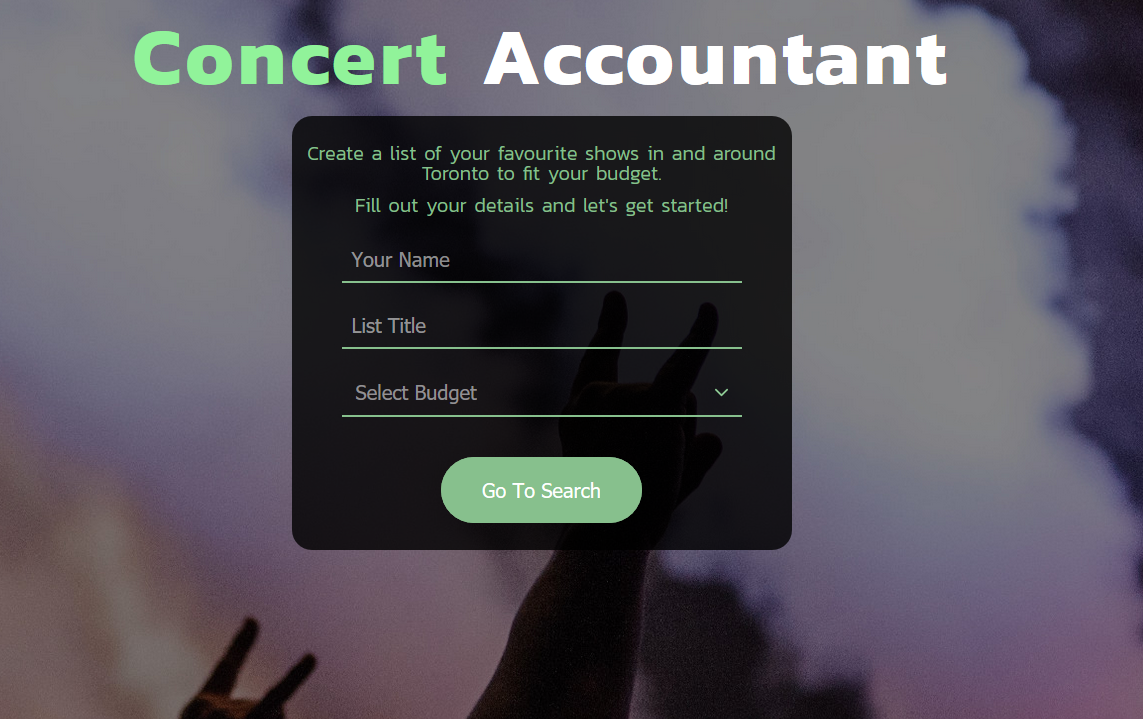 Concert Accountant
Create a list of your favourite shows in and around
Toronto to fit your budget.
Fill out your details and let's get started!
Your Name
List Title
Select Budget
Go To Search